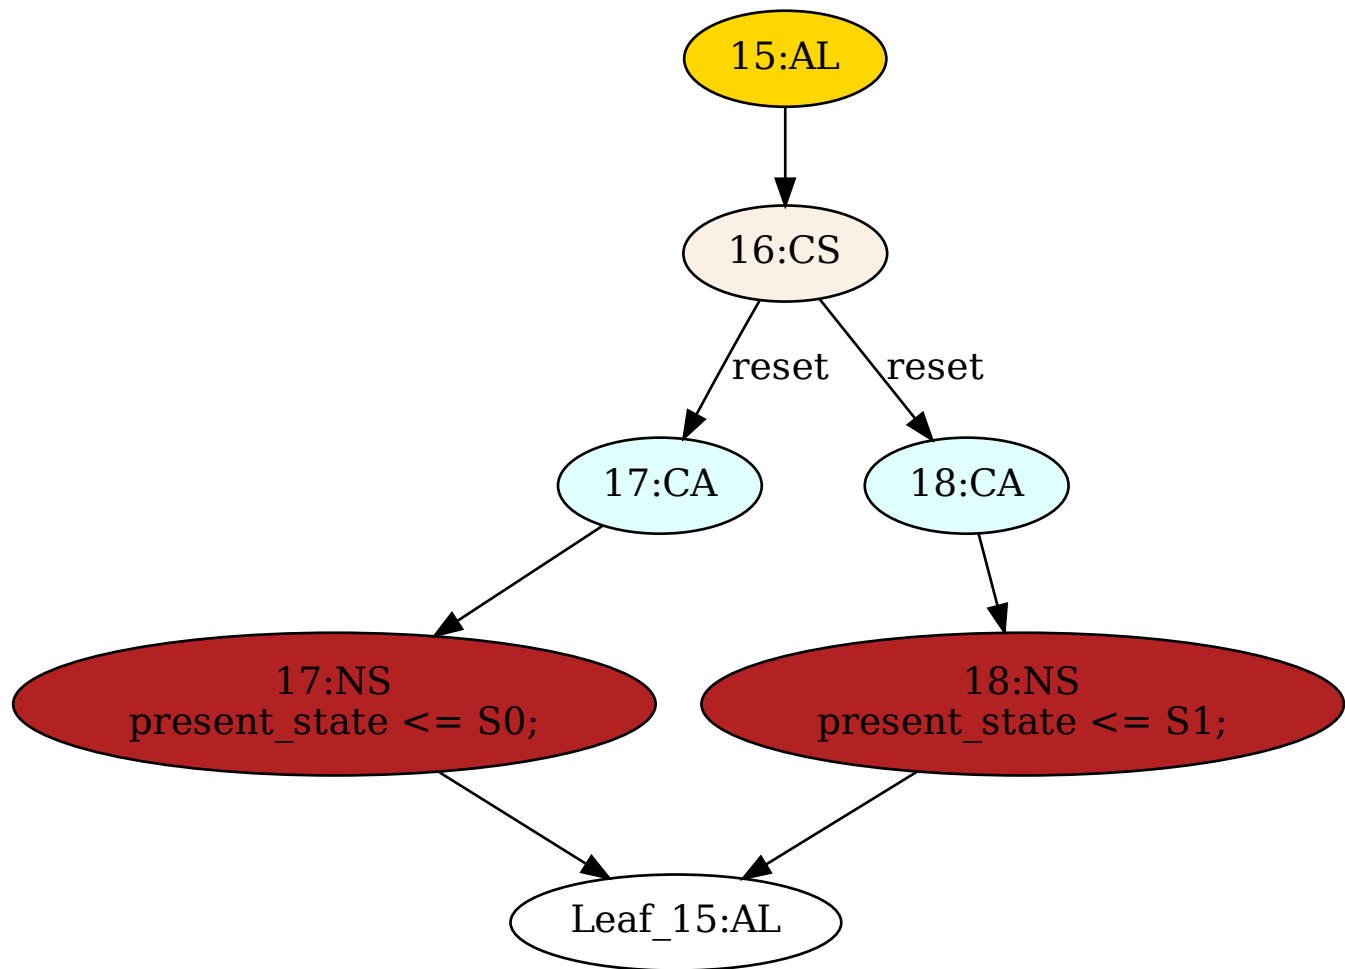 15:AL
16:CS
reset
reset
17:CA
18:CA
17:NS
present_state <= S0;
18:NS
present_state <= S1;
Leaf_15:AL